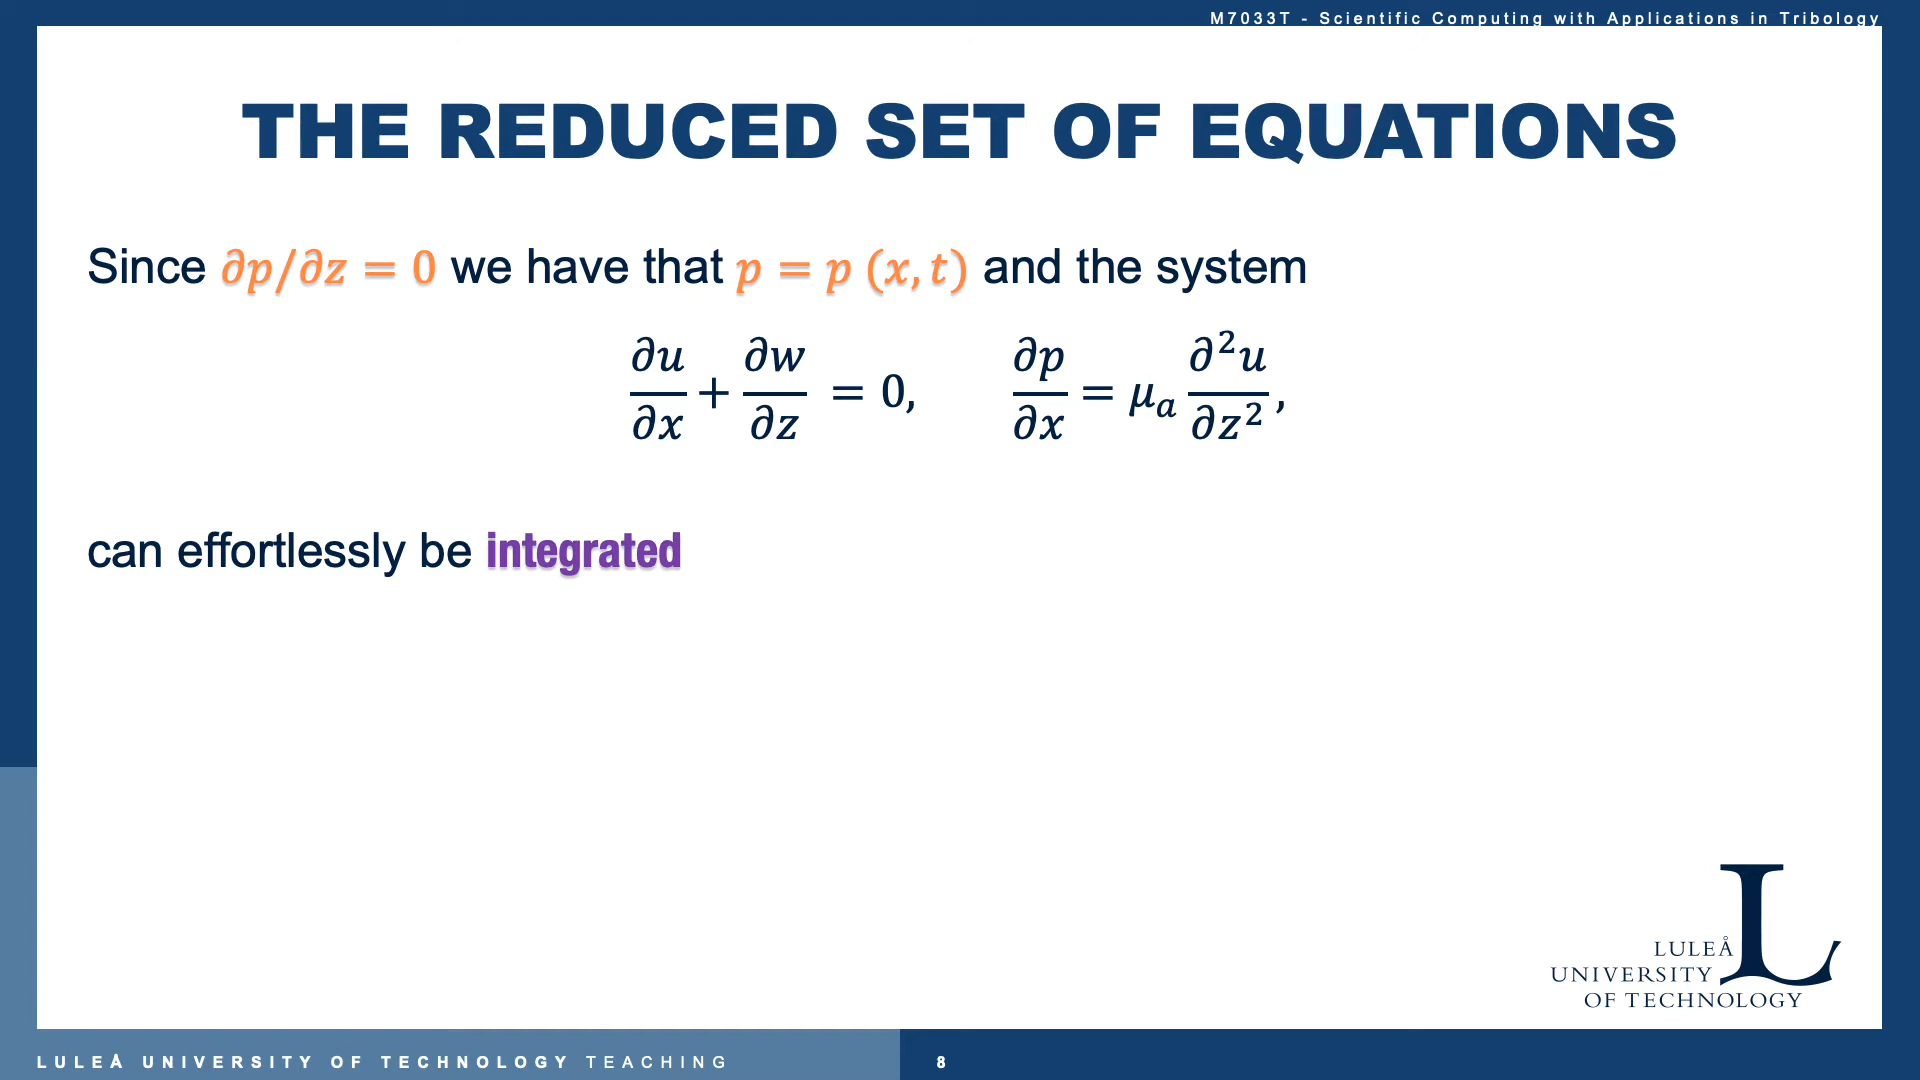 M7033T - Scientific Computing with Applications in Tribology
THE REDUCED SET OF EQUATIONS
Since ∂p/∂z = 0 we have that p = p (x, t) and the system
∂u/∂x + ∂w/∂z = 0, ∂p/∂x = μₐ ∂²u/∂z²,
can effortlessly be integrated
LULEÅ
UNIVERSITY
OF TECHNOLOGY
LULEÅ UNIVERSITY OF TECHNOLOGY TEACHING
8